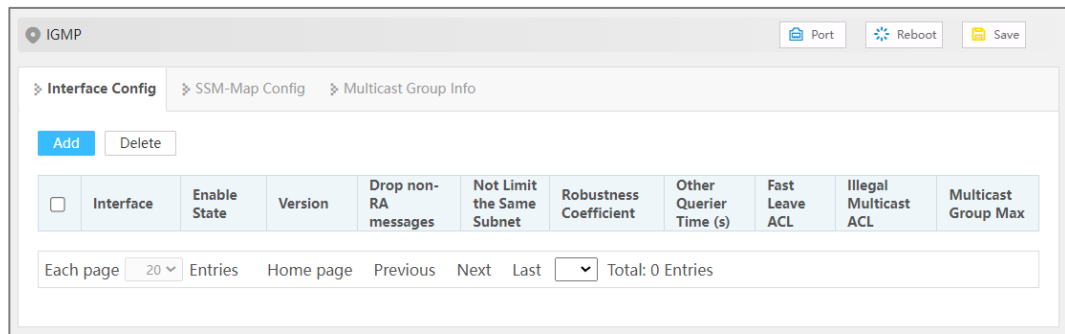 IGMP
Port
Reboot
Save
Interface Config
SSM-Map Config
Multicast Group Info
Add
Delete
Interface
Enable
State
Version
Drop non-
RA
messages
Not Limit
the Same
Subnet
Robustness
Coefficient
Other
Querier
Time (s)
Fast
Leave
ACL
Illegal
Multicast
ACL
Multicast
Group Max
Each page 20 Entries Home page Previous Next Last Total: 0 Entries